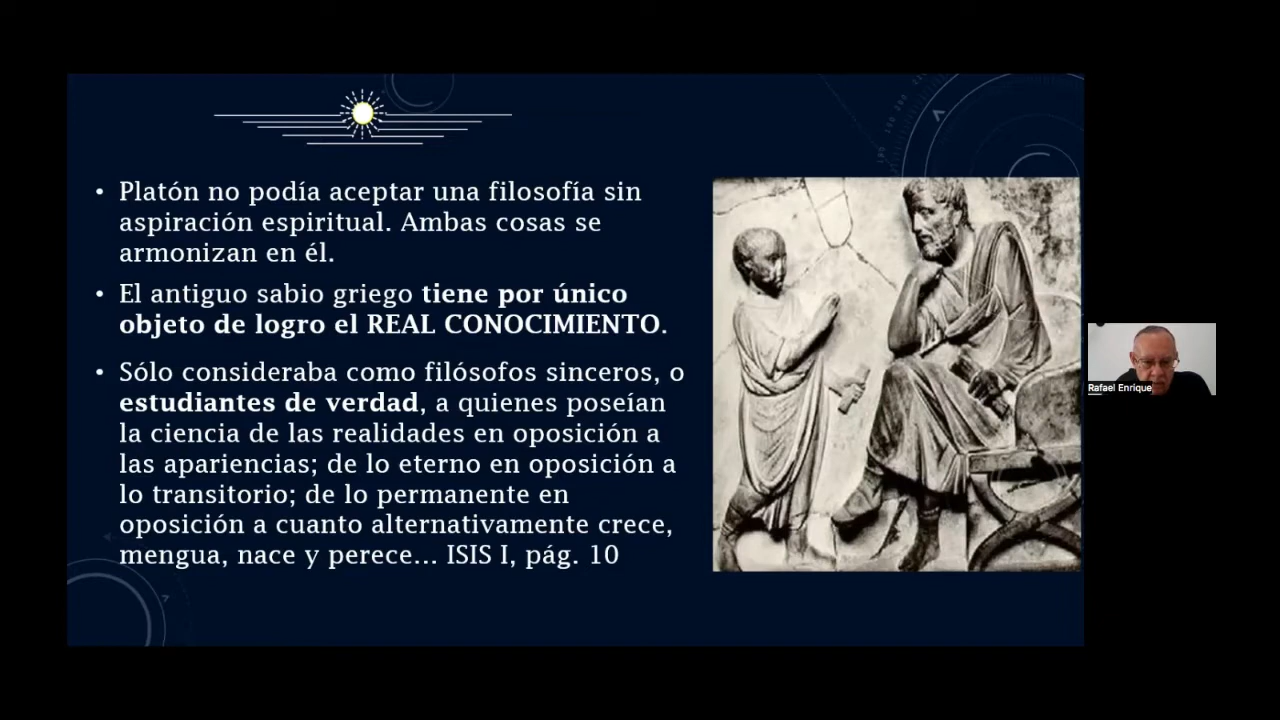 • Platón no podía aceptar una filosofía sin
aspiración espiritual. Ambas cosas se
armonizan en él.
• El antiguo sabio griego tiene por único
objeto de logro el REAL CONOCIMIENTO.
• Sólo consideraba como filósofos sinceros, o
estudiantes de verdad, a quienes poseían
la ciencia de las realidades en oposición a
las apariencias; de lo eterno en oposición a
lo transitorio; de lo permanente en
oposición a cuanto alternativamente crece,
mengua, nace y perece... ISIS I, pág. 10
Rafael Enrique